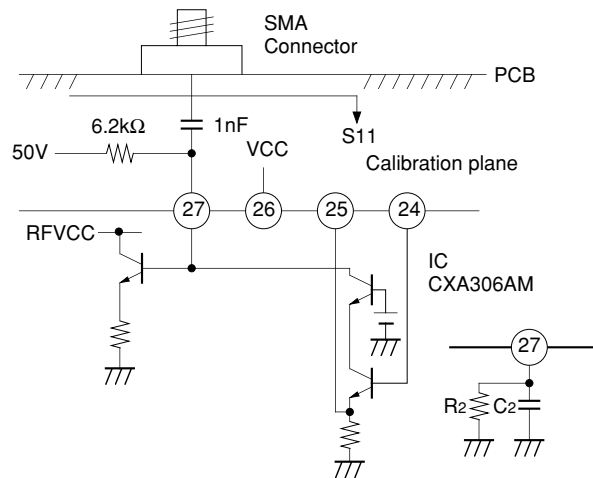 SMA
Connector
PCB
6.2kΩ
1nF
S11
50V
VCC
Calibration plane
27
26
25
24
RFVCC
IC
CXA306AM
27
R2
C2